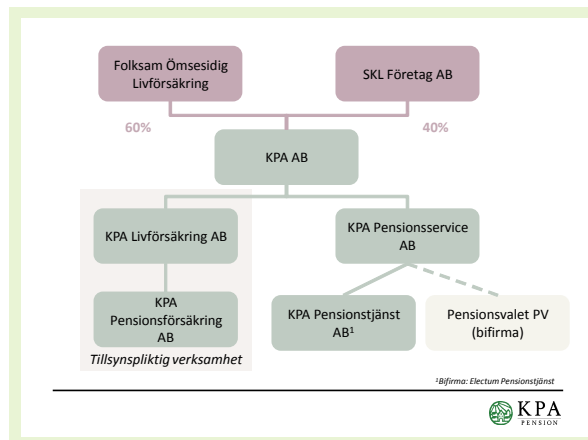 Folksam Ömsesidig
Livförsäkring
SKL Företag AB
60%
40%
KPA AB
KPA Livförsäkring AB
KPA Pensionsservice
AB
KPA
Pensionsförsäkring
AB
KPA Pensionstjänst
AB¹
Pensionsvalet PV
(bifirma)
Tillsynspliktig verksamhet
¹Bifirma: Electum Pensionstjänst
KPA
PENSION